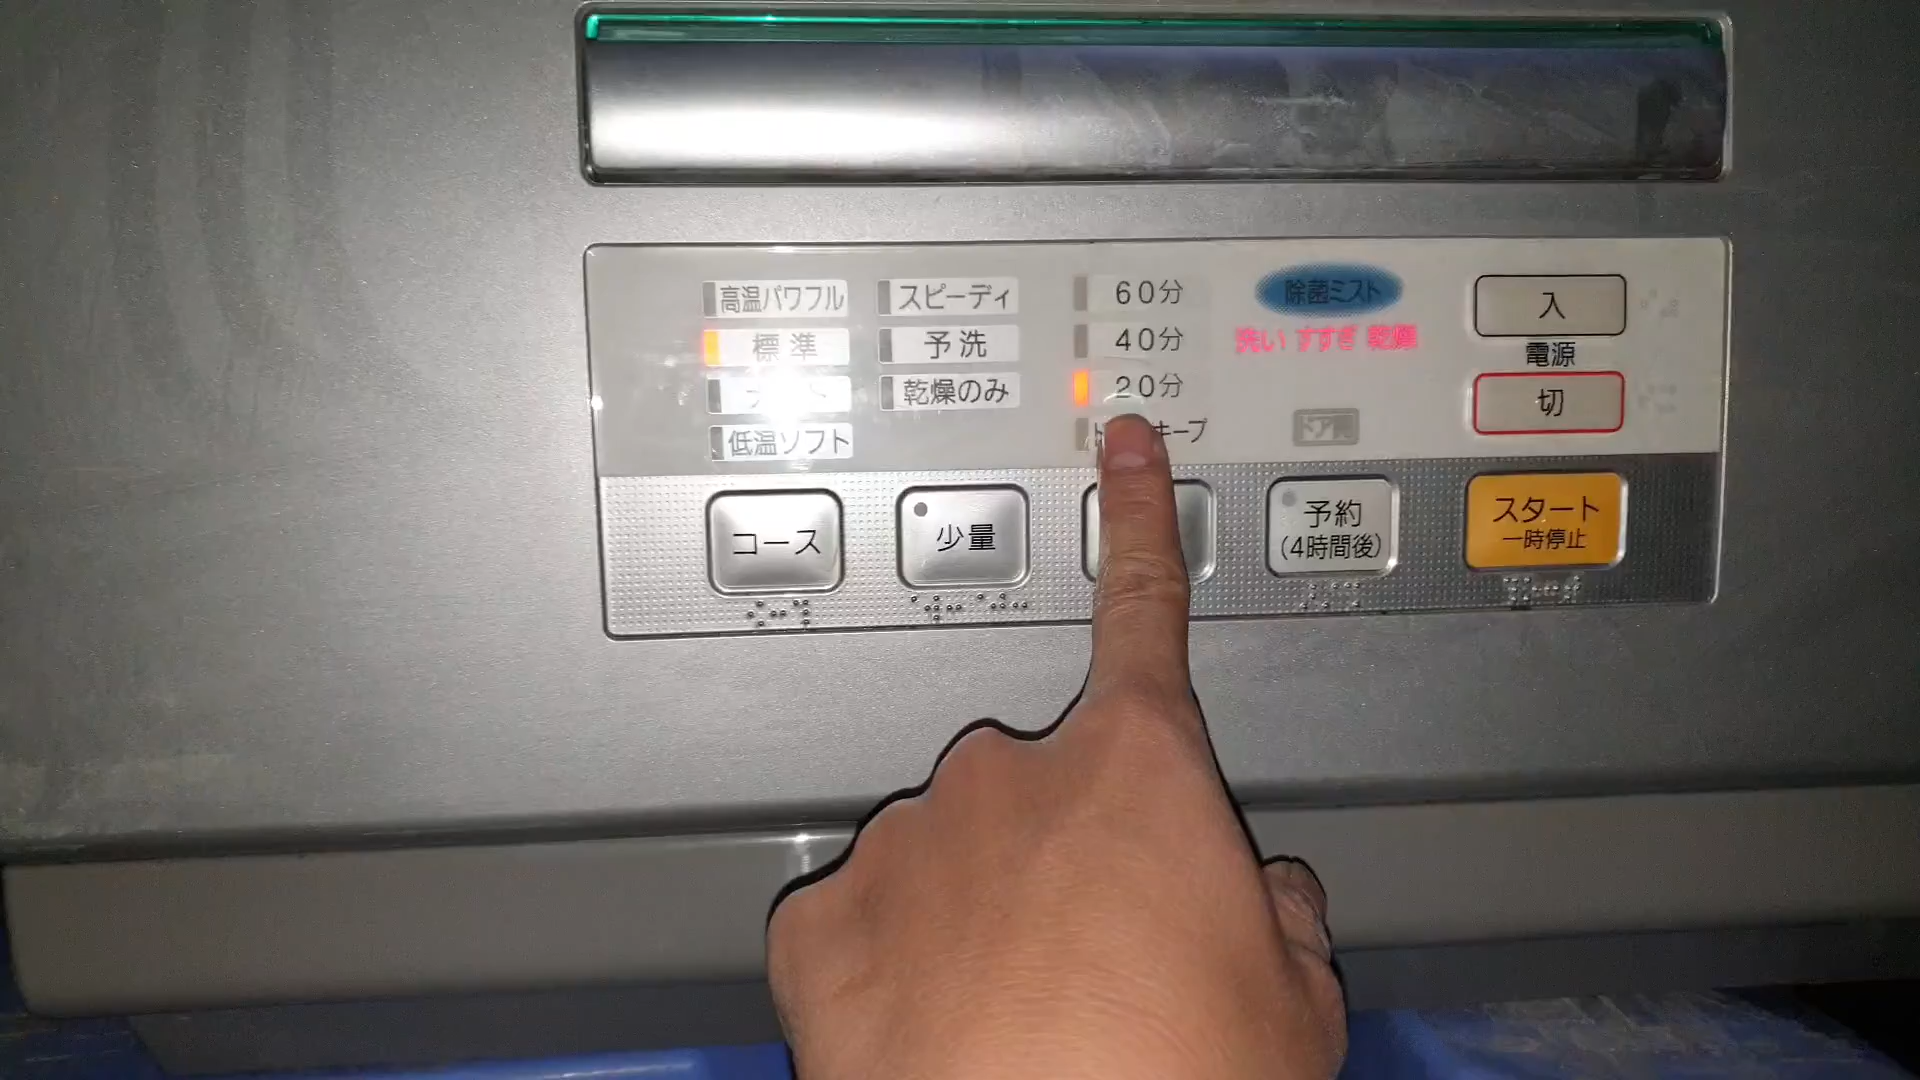 高温パワフル
標準
低温ソフト
スピーディ
予洗
乾燥のみ
60分
40分
20分
キープ
除菌ミスト
洗い すすぎ 乾燥
入
電源
切
コース
少量
予約
(4時間後)
スタート
一時停止